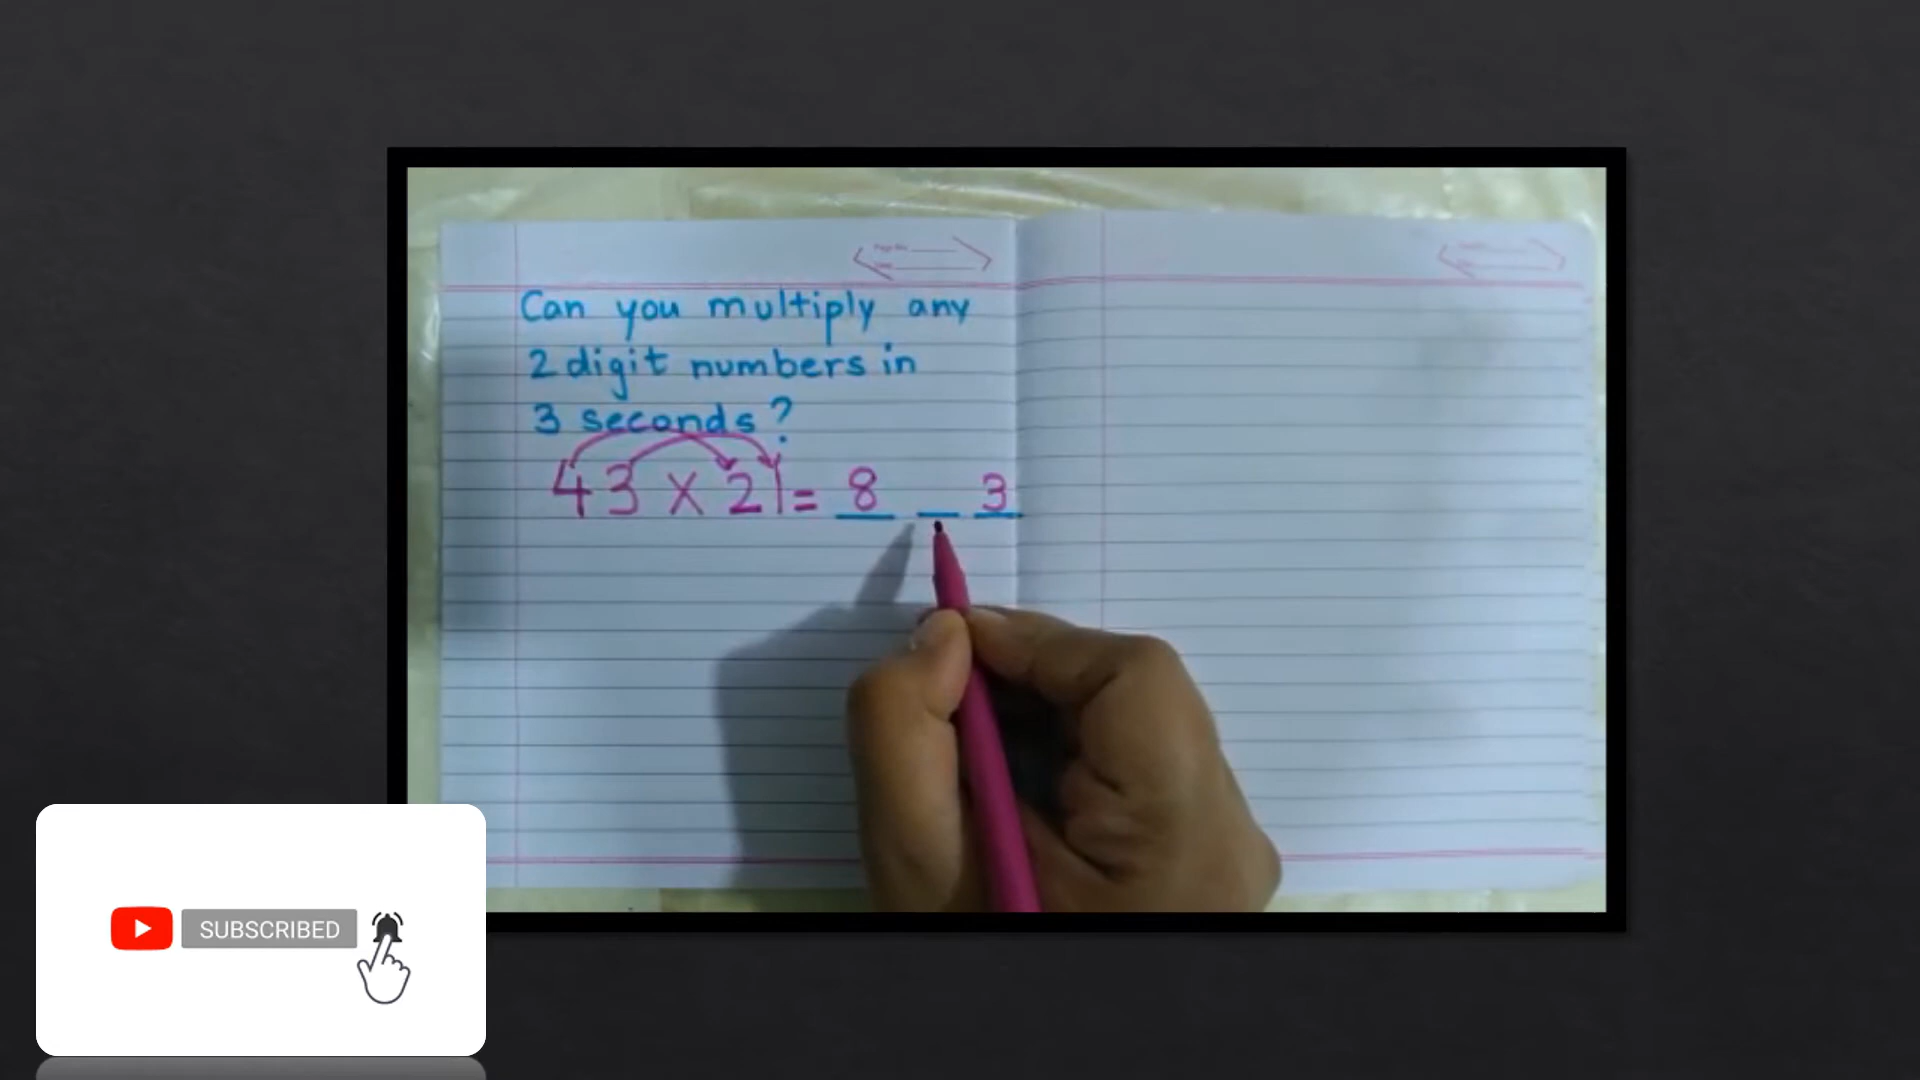 Can you multiply any
2 digit numbers in
3 seconds?
43 x 21 = 8 _ 3
SUBSCRIBED